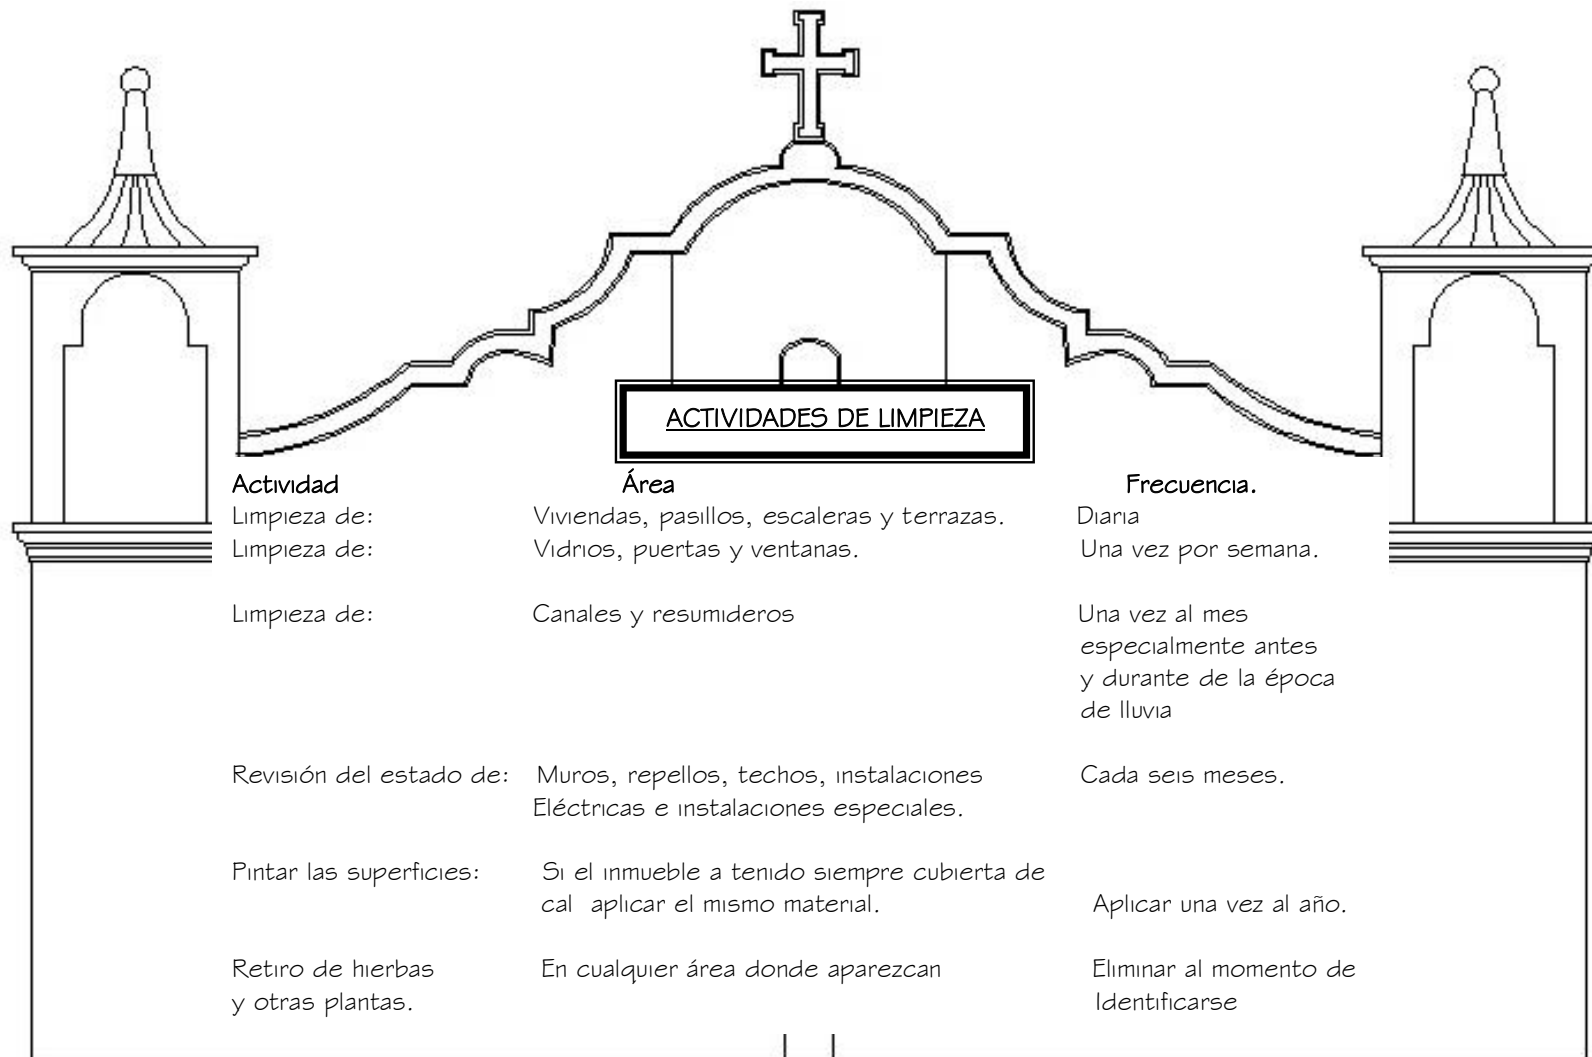 ACTIVIDADES DE LIMPIEZA
Actividad Área Frecuencia.
Limpieza de: Viviendas, pasillos, escaleras y terrazas. Diaria
Limpieza de: Vidrios, puertas y ventanas. Una vez por semana.
Limpieza de: Canales y resumideros Una vez al mes
especialmente antes
y durante de la época
de lluvia
Revisión del estado de: Muros, repellos, techos, instalaciones Cada seis meses.
Eléctricas e instalaciones especiales.
Pintar las superficies: Si el inmueble a tenido siempre cubierta de
cal aplicar el mismo material. Aplicar una vez al año.
Retiro de hierbas En cualquier área donde aparezcan Eliminar al momento de
y otras plantas. Identificarse